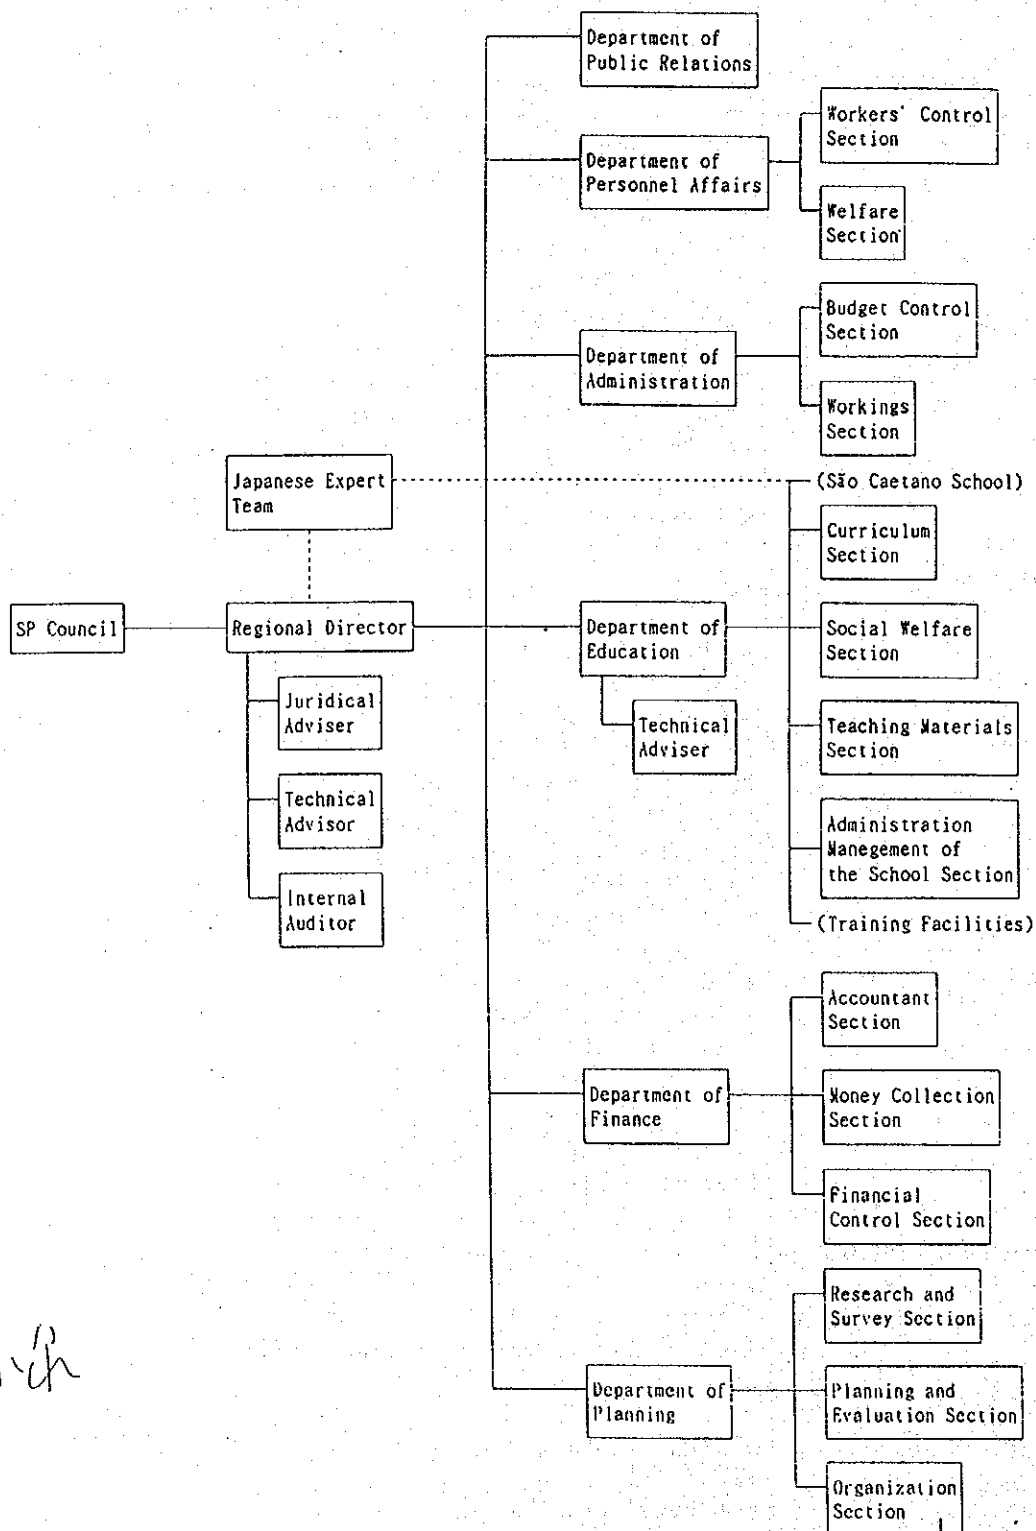 Department of
Public Relations
Workers' Control
Section
Department of
Personnel Affairs
Welfare
Section
Budget Control
Section
Department of
Administration
Workings
Section
Japanese Expert
Team
(São Caetano School)
Curriculum
Section
SP Council
Regional Director
Department of
Education
Social Welfare
Section
Juridical
Adviser
Technical
Adviser
Teaching Materials
Section
Technical
Advisor
Administration
Manegement of
the School Section
Internal
Auditor
(Training Facilities)
Accountant
Section
Department of
Finance
Money Collection
Section
Financial
Control Section
Research and
Survey Section
Department of
Planning
Planning and
Evaluation Section
Organization
Section